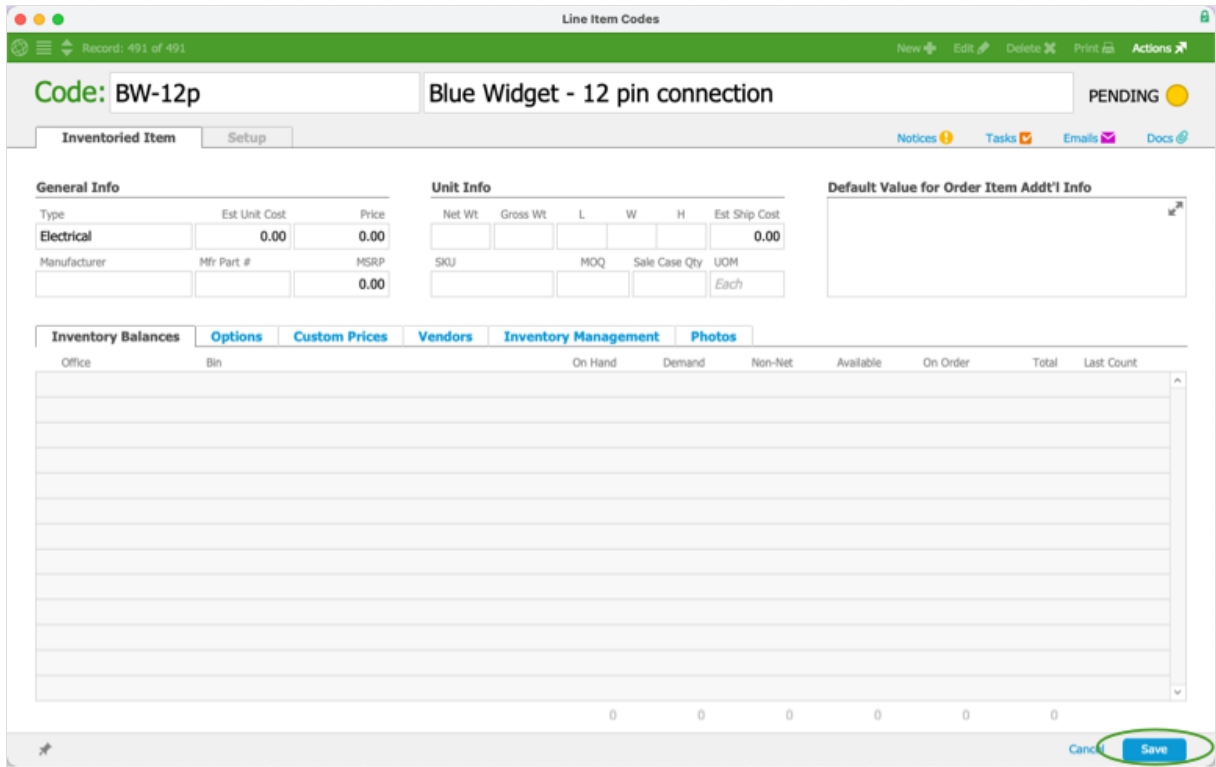 Line Item Codes
Record: 491 of 491 New Edit Delete Print Actions
Code: BW-12p Blue Widget - 12 pin connection PENDING
Inventoried Item Setup Notices Tasks Emails Docs
General Info Unit Info Default Value for Order Item Addt'l Info
Type Est Unit Cost Price Net Wt Gross Wt L W H Est Ship Cost
Electrical 0.00 0.00 0.00
Manufacturer Mfr Part # MSRP SKU MOQ Sale Case Qty UOM
0.00 Each
Inventory Balances Options Custom Prices Vendors Inventory Management Photos
Office Bin On Hand Demand Non-Net Available On Order Total Last Count
0 0 0 0 0 0
Cancel Save